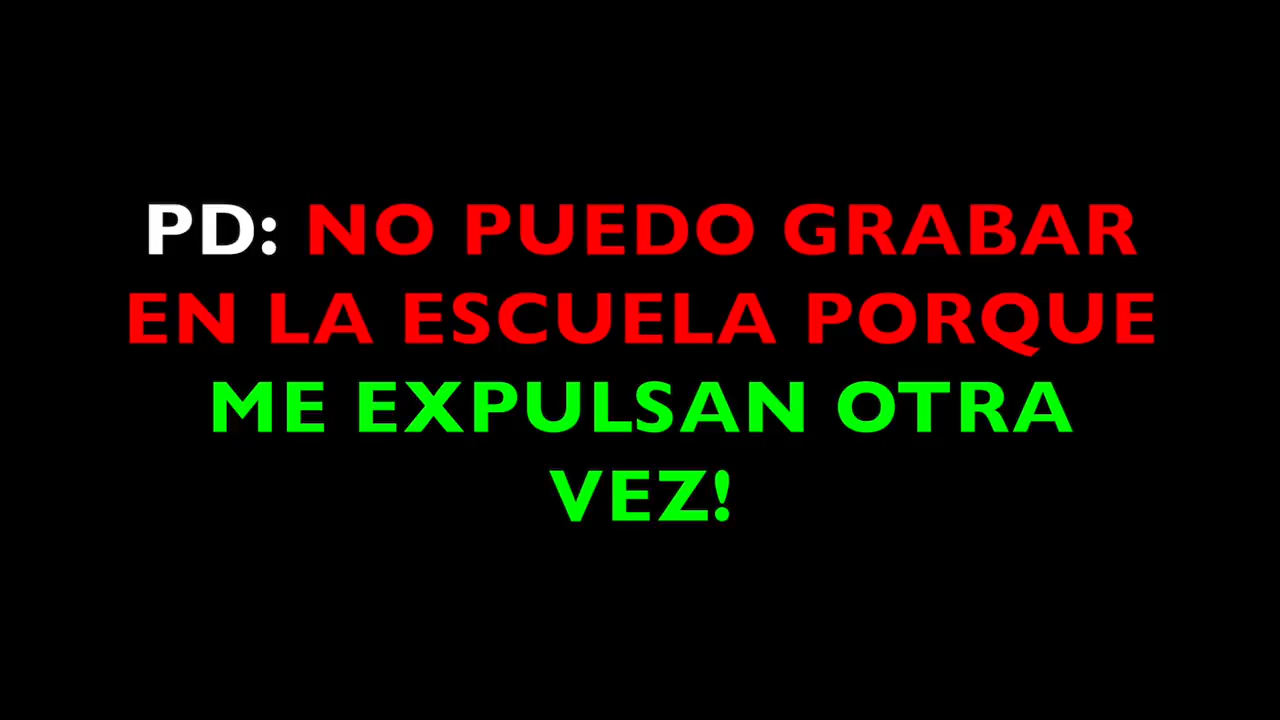 PD: NO PUEDO GRABAR
EN LA ESCUELA PORQUE
ME EXPULSAN OTRA
VEZ!